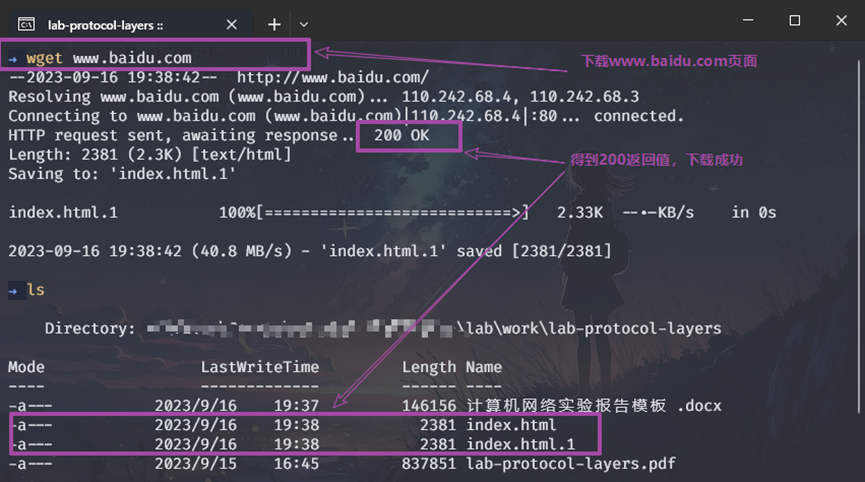 lab-protocol-layers ::
→ wget www.baidu.com
下载www.baidu.com页面
--2023-09-16 19:38:42-- http://www.baidu.com/
Resolving www.baidu.com (www.baidu.com)... 110.242.68.4, 110.242.68.3
Connecting to www.baidu.com (www.baidu.com)|110.242.68.4|:80... connected.
HTTP request sent, awaiting response... 200 OK
Length: 2381 (2.3K) [text/html]
得到200返回值，下载成功
Saving to: 'index.html.1'
index.html.1 100%[===========================>] 2.33K --•-KB/s in 0s
2023-09-16 19:38:42 (40.8 MB/s) - 'index.html.1' saved [2381/2381]
→ ls
Directory: \lab\work\lab-protocol-layers
Mode LastWriteTime Length Name
---- ------------- ------ ----
-a--- 2023/9/16 19:37 146156 计算机网络实验报告模板 .docx
-a--- 2023/9/16 19:38 2381 index.html
-a--- 2023/9/16 19:38 2381 index.html.1
-a--- 2023/9/15 16:45 837851 lab-protocol-layers.pdf